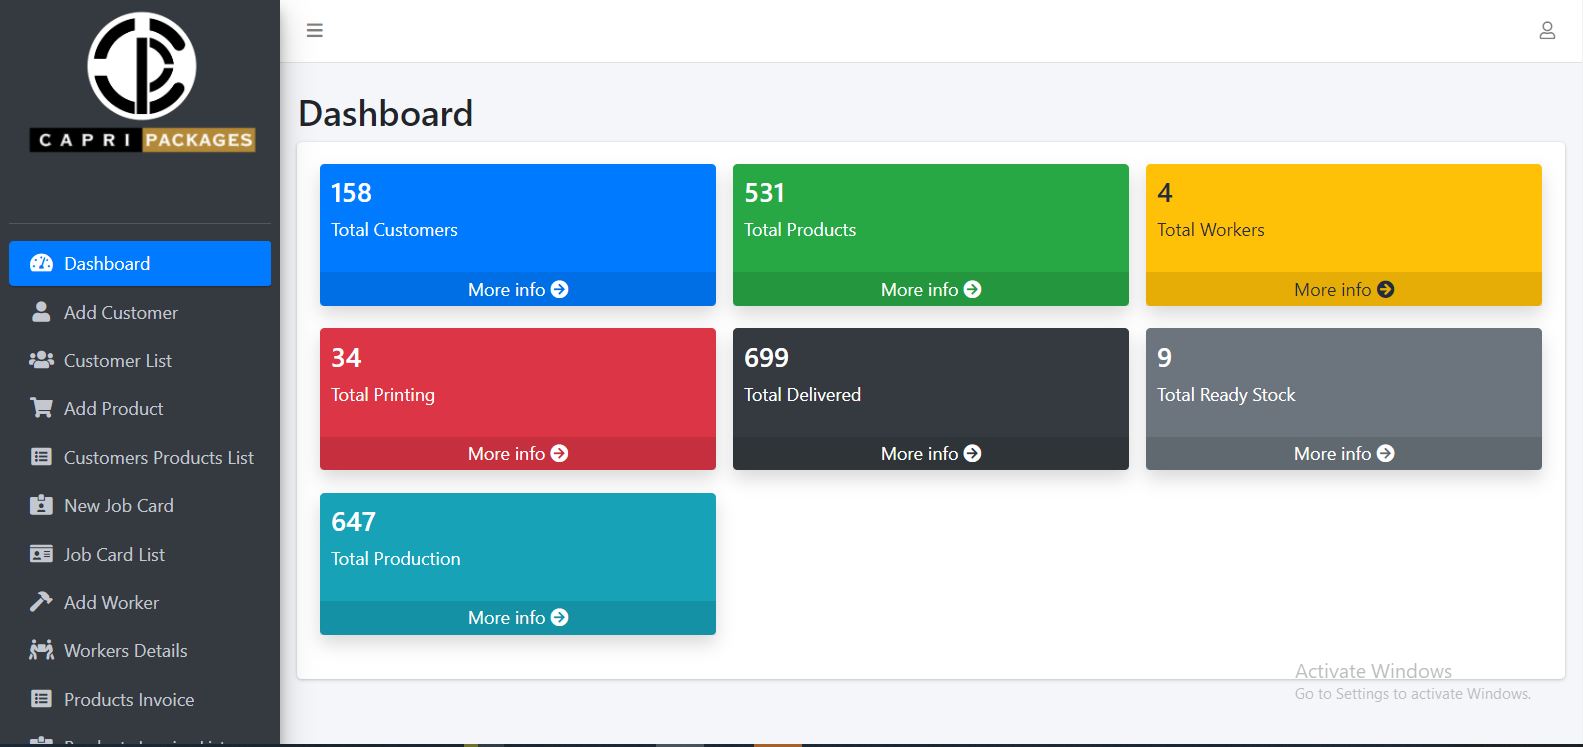 CAPRI PACKAGES
Dashboard
Add Customer
Customer List
Add Product
Customers Products List
New Job Card
Job Card List
Add Worker
Workers Details
Products Invoice
Dashboard
158
Total Customers
More info
531
Total Products
More info
4
Total Workers
More info
34
Total Printing
More info
699
Total Delivered
More info
9
Total Ready Stock
More info
647
Total Production
More info
Activate Windows
Go to Settings to activate Windows.